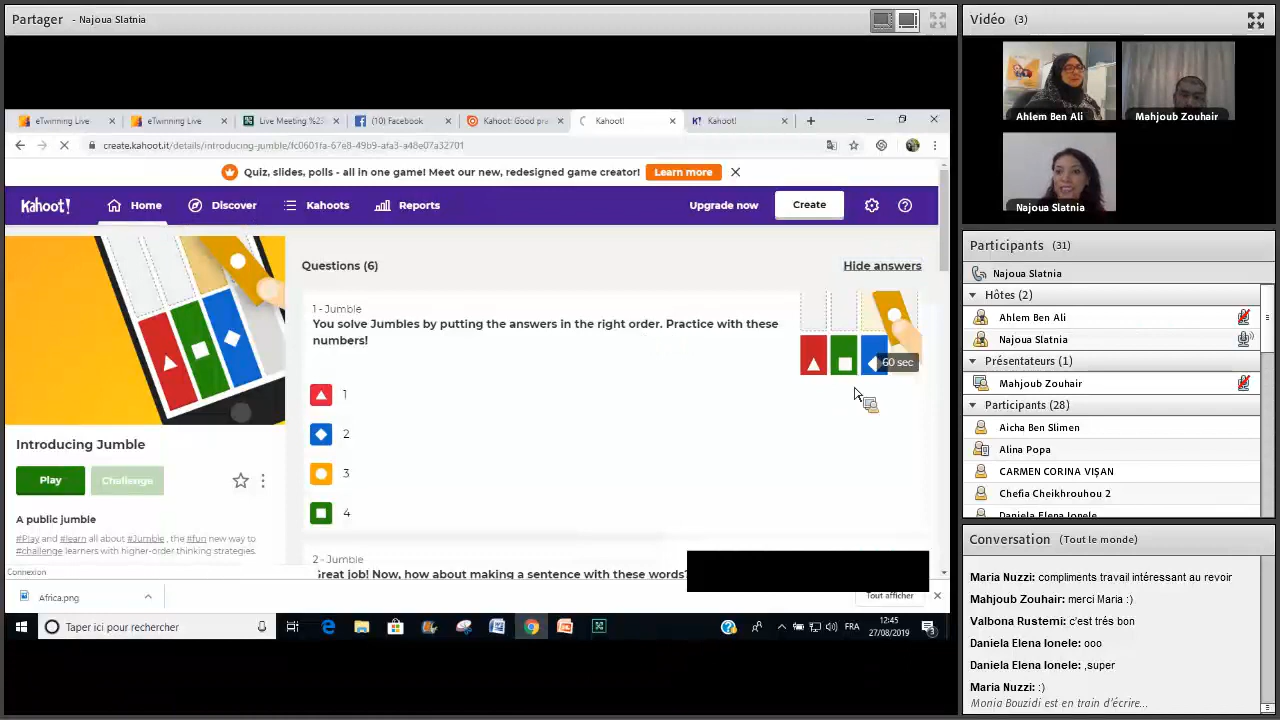 Partager - Najoua Slatnia
eTwinning Live
eTwinning Live
Live Meeting %23
(10) Facebook
Kahoot: Good pra
Kahoot!
Kahoot!
create.kahoot.it/details/introducing-jumble/fc0601fa-67e8-49b9-afa3-a48e07a32701
Quiz, slides, polls - all in one game! Meet our new, redesigned game creator! Learn more
Kahoot! Home Discover Kahoots Reports Upgrade now Create
Questions (6) Hide answers
1 - Jumble
You solve Jumbles by putting the answers in the right order. Practice with these
numbers!
60 sec
1
2
3
4
2 - Jumble
Great job! Now, how about making a sentence with these words?
Introducing Jumble
Play Challenge
A public jumble
#Play and #learn all about #Jumble , the #fun new way to
#challenge learners with higher-order thinking strategies.
Connexion
Africa.png
Tout afficher
Taper ici pour rechercher
FRA
12:45
27/08/2019
3
Vidéo (3)
Ahlem Ben Ali
Mahjoub Zouhair
Najoua Slatnia
Participants (31)
Najoua Slatnia
Hôtes (2)
Ahlem Ben Ali
Najoua Slatnia
Présentateurs (1)
Mahjoub Zouhair
Participants (28)
Aicha Ben Slimen
Alina Popa
CARMEN CORINA VIȘAN
Chefia Cheikhrouhou 2
Daniela Elena Ionele
Conversation (Tout le monde)
Maria Nuzzi: compliments travail intéressant au revoir
Mahjoub Zouhair: merci Maria :)
Valbona Rustemi: c'est trés bon
Daniela Elena Ionele: ooo
Daniela Elena Ionele: ,super
Maria Nuzzi: :)
Monia Bouzidi est en train d'écrire...